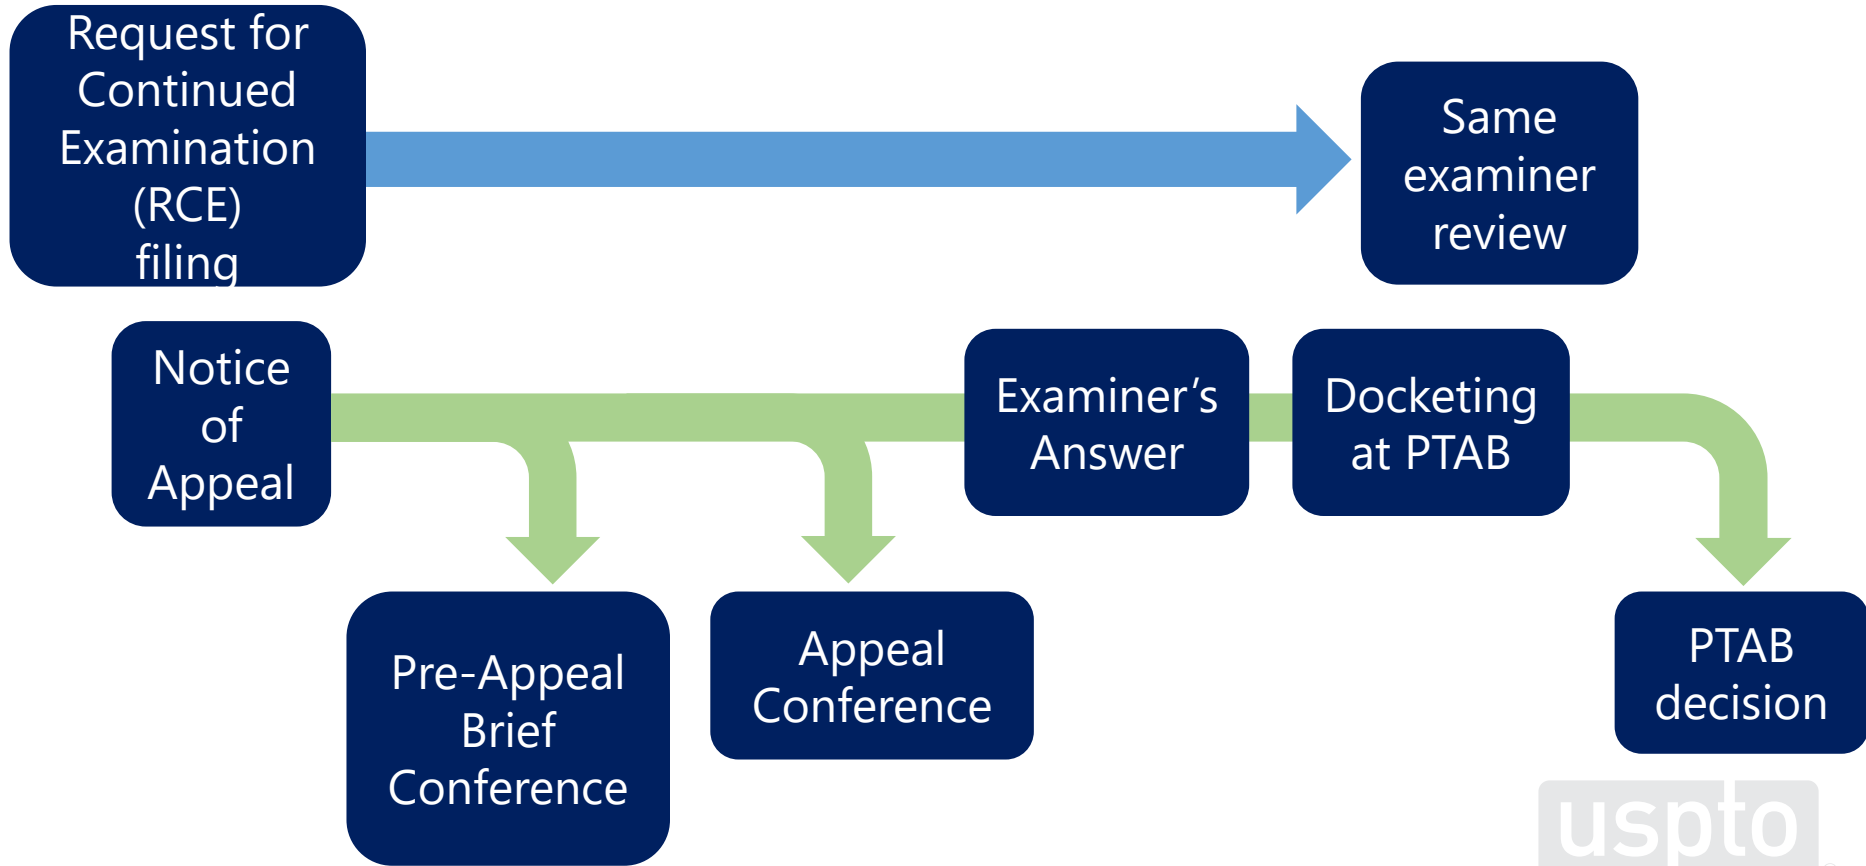 Request for
Continued
Examination
(RCE)
filing
Same
examiner
review
Notice
of
Appeal
Examiner’s
Answer
Docketing
at PTAB
Pre-Appeal
Brief
Conference
Appeal
Conference
PTAB
decision
uspto